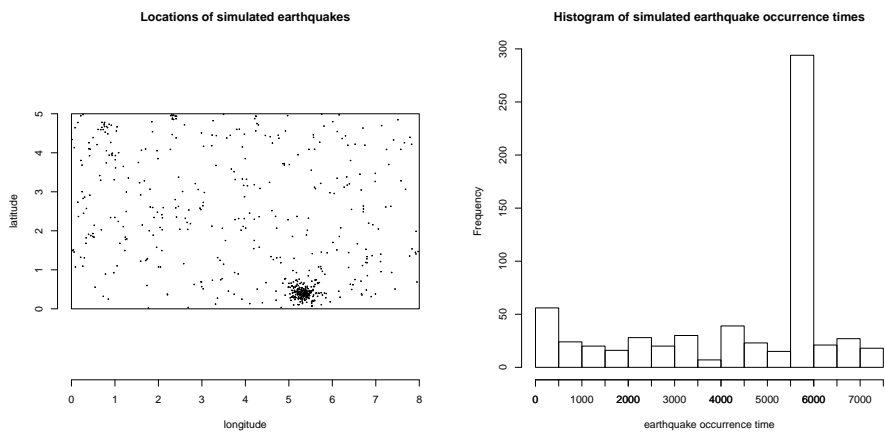 Locations of simulated earthquakes
latitude
5
4
3
2
1
0
0 1 2 3 4 5 6 7 8
longitude
Histogram of simulated earthquake occurrence times
Frequency
300
250
200
150
100
50
0
0 1000 2000 3000 4000 5000 6000 7000
earthquake occurrence time